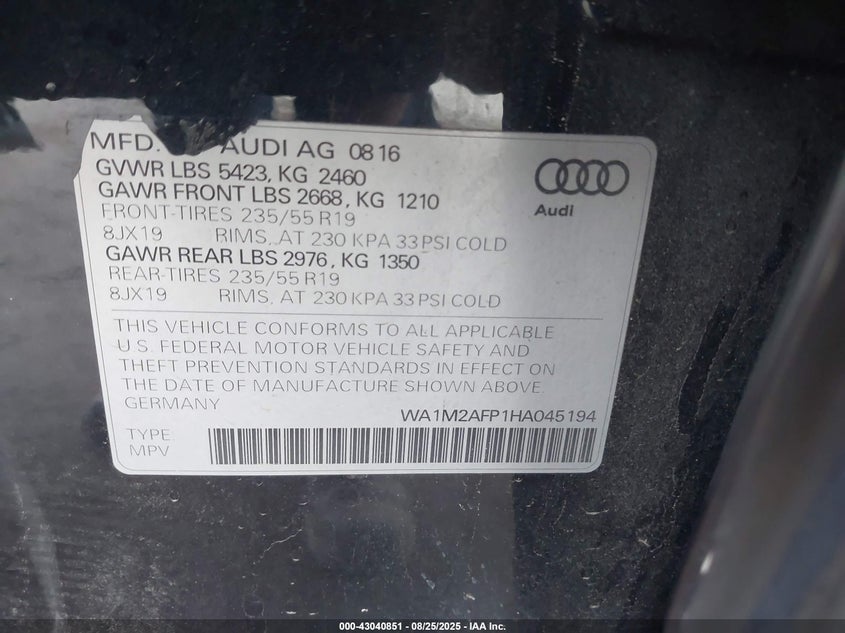 MFD. AUDI AG 08 16
GVWR LBS 5423, KG 2460
GAWR FRONT LBS 2668, KG 1210
FRONT-TIRES 235/55 R19
8JX19 RIMS, AT 230 KPA 33 PSI COLD
GAWR REAR LBS 2976, KG 1350
REAR-TIRES 235/55 R19
8JX19 RIMS, AT 230 KPA 33 PSI COLD
Audi
THIS VEHICLE CONFORMS TO ALL APPLICABLE
U.S. FEDERAL MOTOR VEHICLE SAFETY AND
THEFT PREVENTION STANDARDS IN EFFECT ON
THE DATE OF MANUFACTURE SHOWN ABOVE.
GERMANY
WA1M2AFP1HA045194
TYPE
MPV
000-43040851 - 08/25/2025 - IAA Inc.